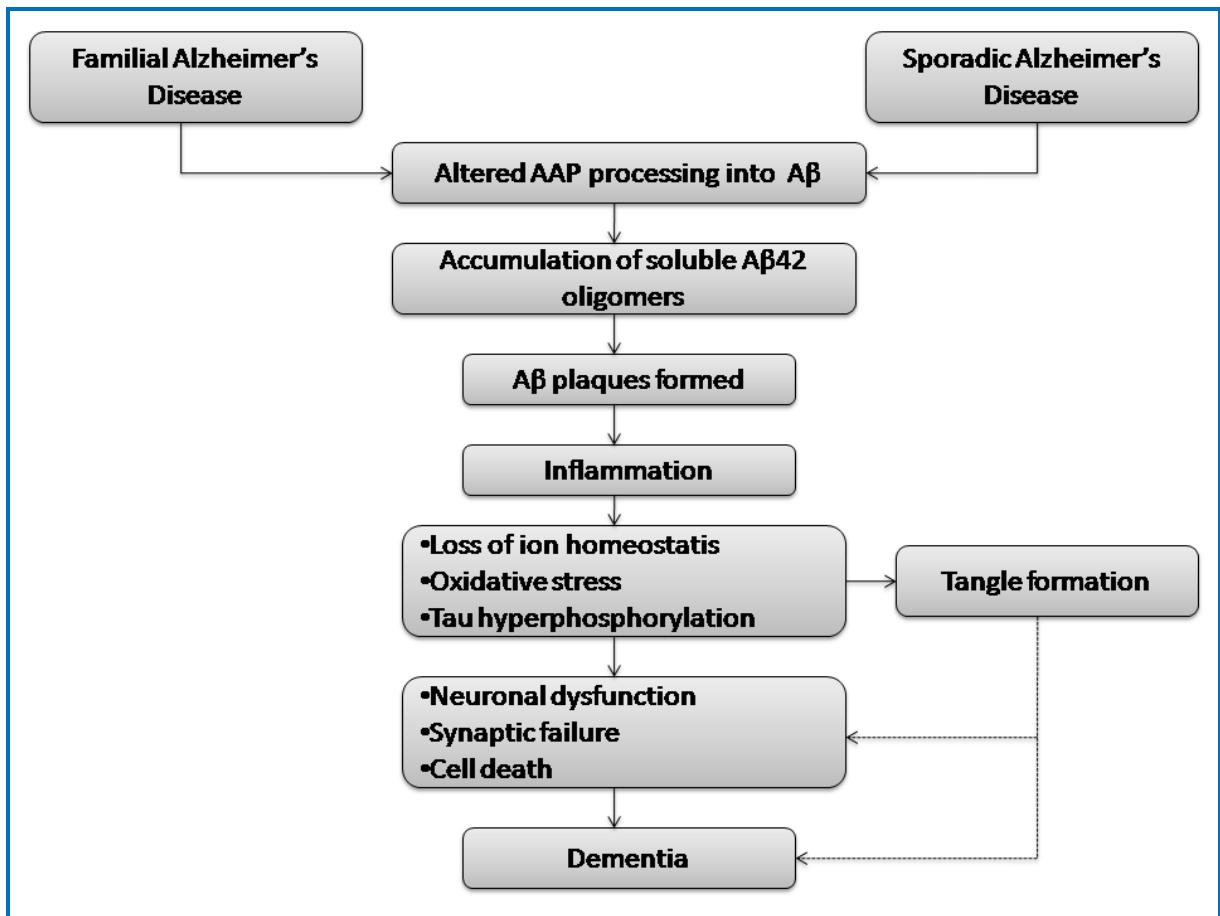 Familial Alzheimer's
Disease
Sporadic Alzheimer's
Disease
Altered AAP processing into Aβ
Accumulation of soluble Aβ42
oligomers
Aβ plaques formed
Inflammation
•Loss of ion homeostatis
•Oxidative stress
•Tau hyperphosphorylation
Tangle formation
•Neuronal dysfunction
•Synaptic failure
•Cell death
Dementia